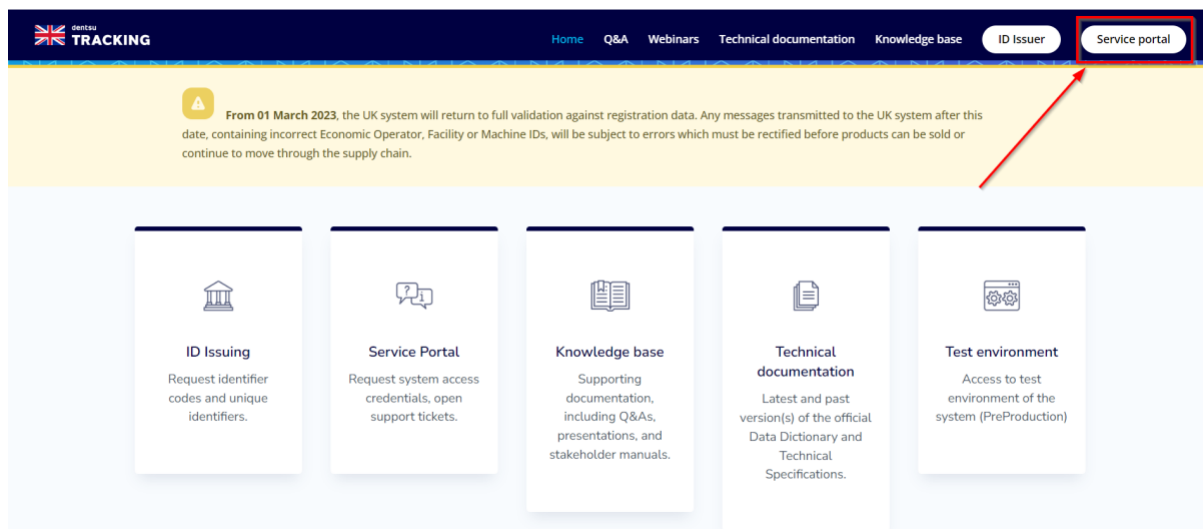 dentsu
TRACKING
Home Q&A Webinars Technical documentation Knowledge base ID Issuer Service portal
From 01 March 2023, the UK system will return to full validation against registration data. Any messages transmitted to the UK system after this
date, containing incorrect Economic Operator, Facility or Machine IDs, will be subject to errors which must be rectified before products can be sold or
continue to move through the supply chain.
ID Issuing
Request identifier
codes and unique
identifiers.
Service Portal
Request system access
credentials, open
support tickets.
Knowledge base
Supporting
documentation,
including Q&As,
presentations, and
stakeholder manuals.
Technical
documentation
Latest and past
version(s) of the official
Data Dictionary and
Technical
Specifications.
Test environment
Access to test
environment of the
system (PreProduction)